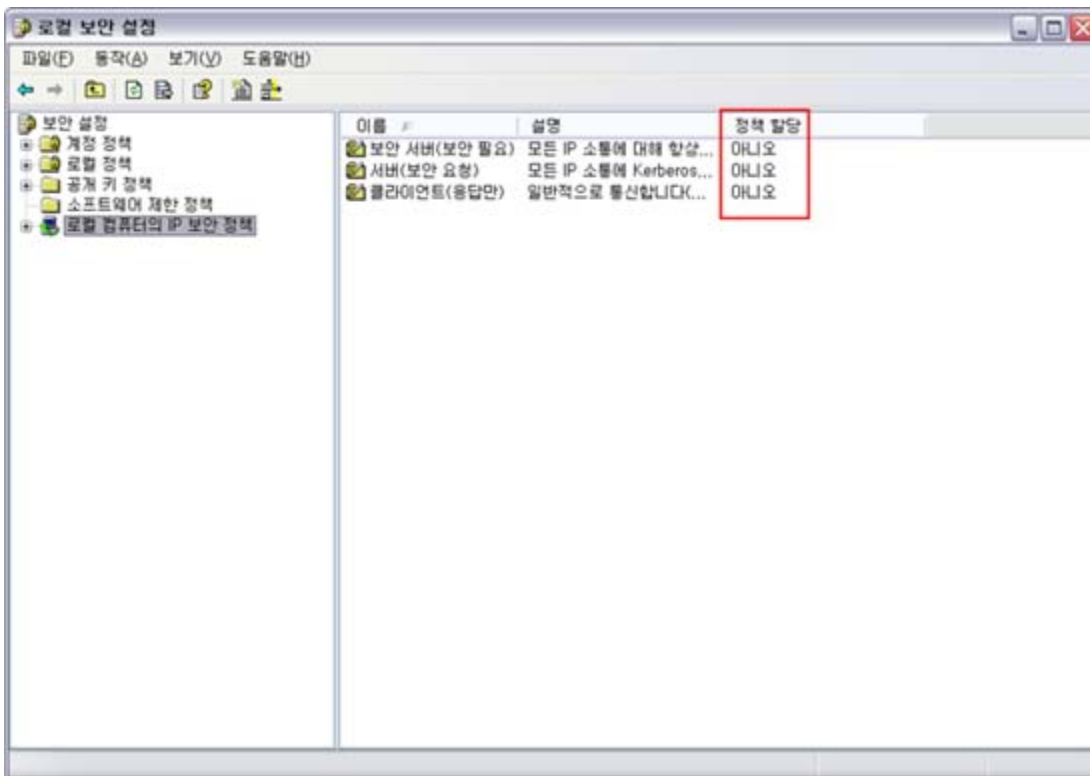 로컬 보안 설정
파일(F) 동작(A) 보기(V) 도움말(H)
보안 설정
계정 정책
로컬 정책
공개 키 정책
소프트웨어 제한 정책
로컬 컴퓨터의 IP 보안 정책
이름 설명 정책 할당
보안 서버(보안 필요) 모든 IP 소통에 대해 항상... 아니오
서버(보안 요청) 모든 IP 소통에 Kerberos... 아니오
클라이언트(응답만) 일반적으로 통신합니다(... 아니오